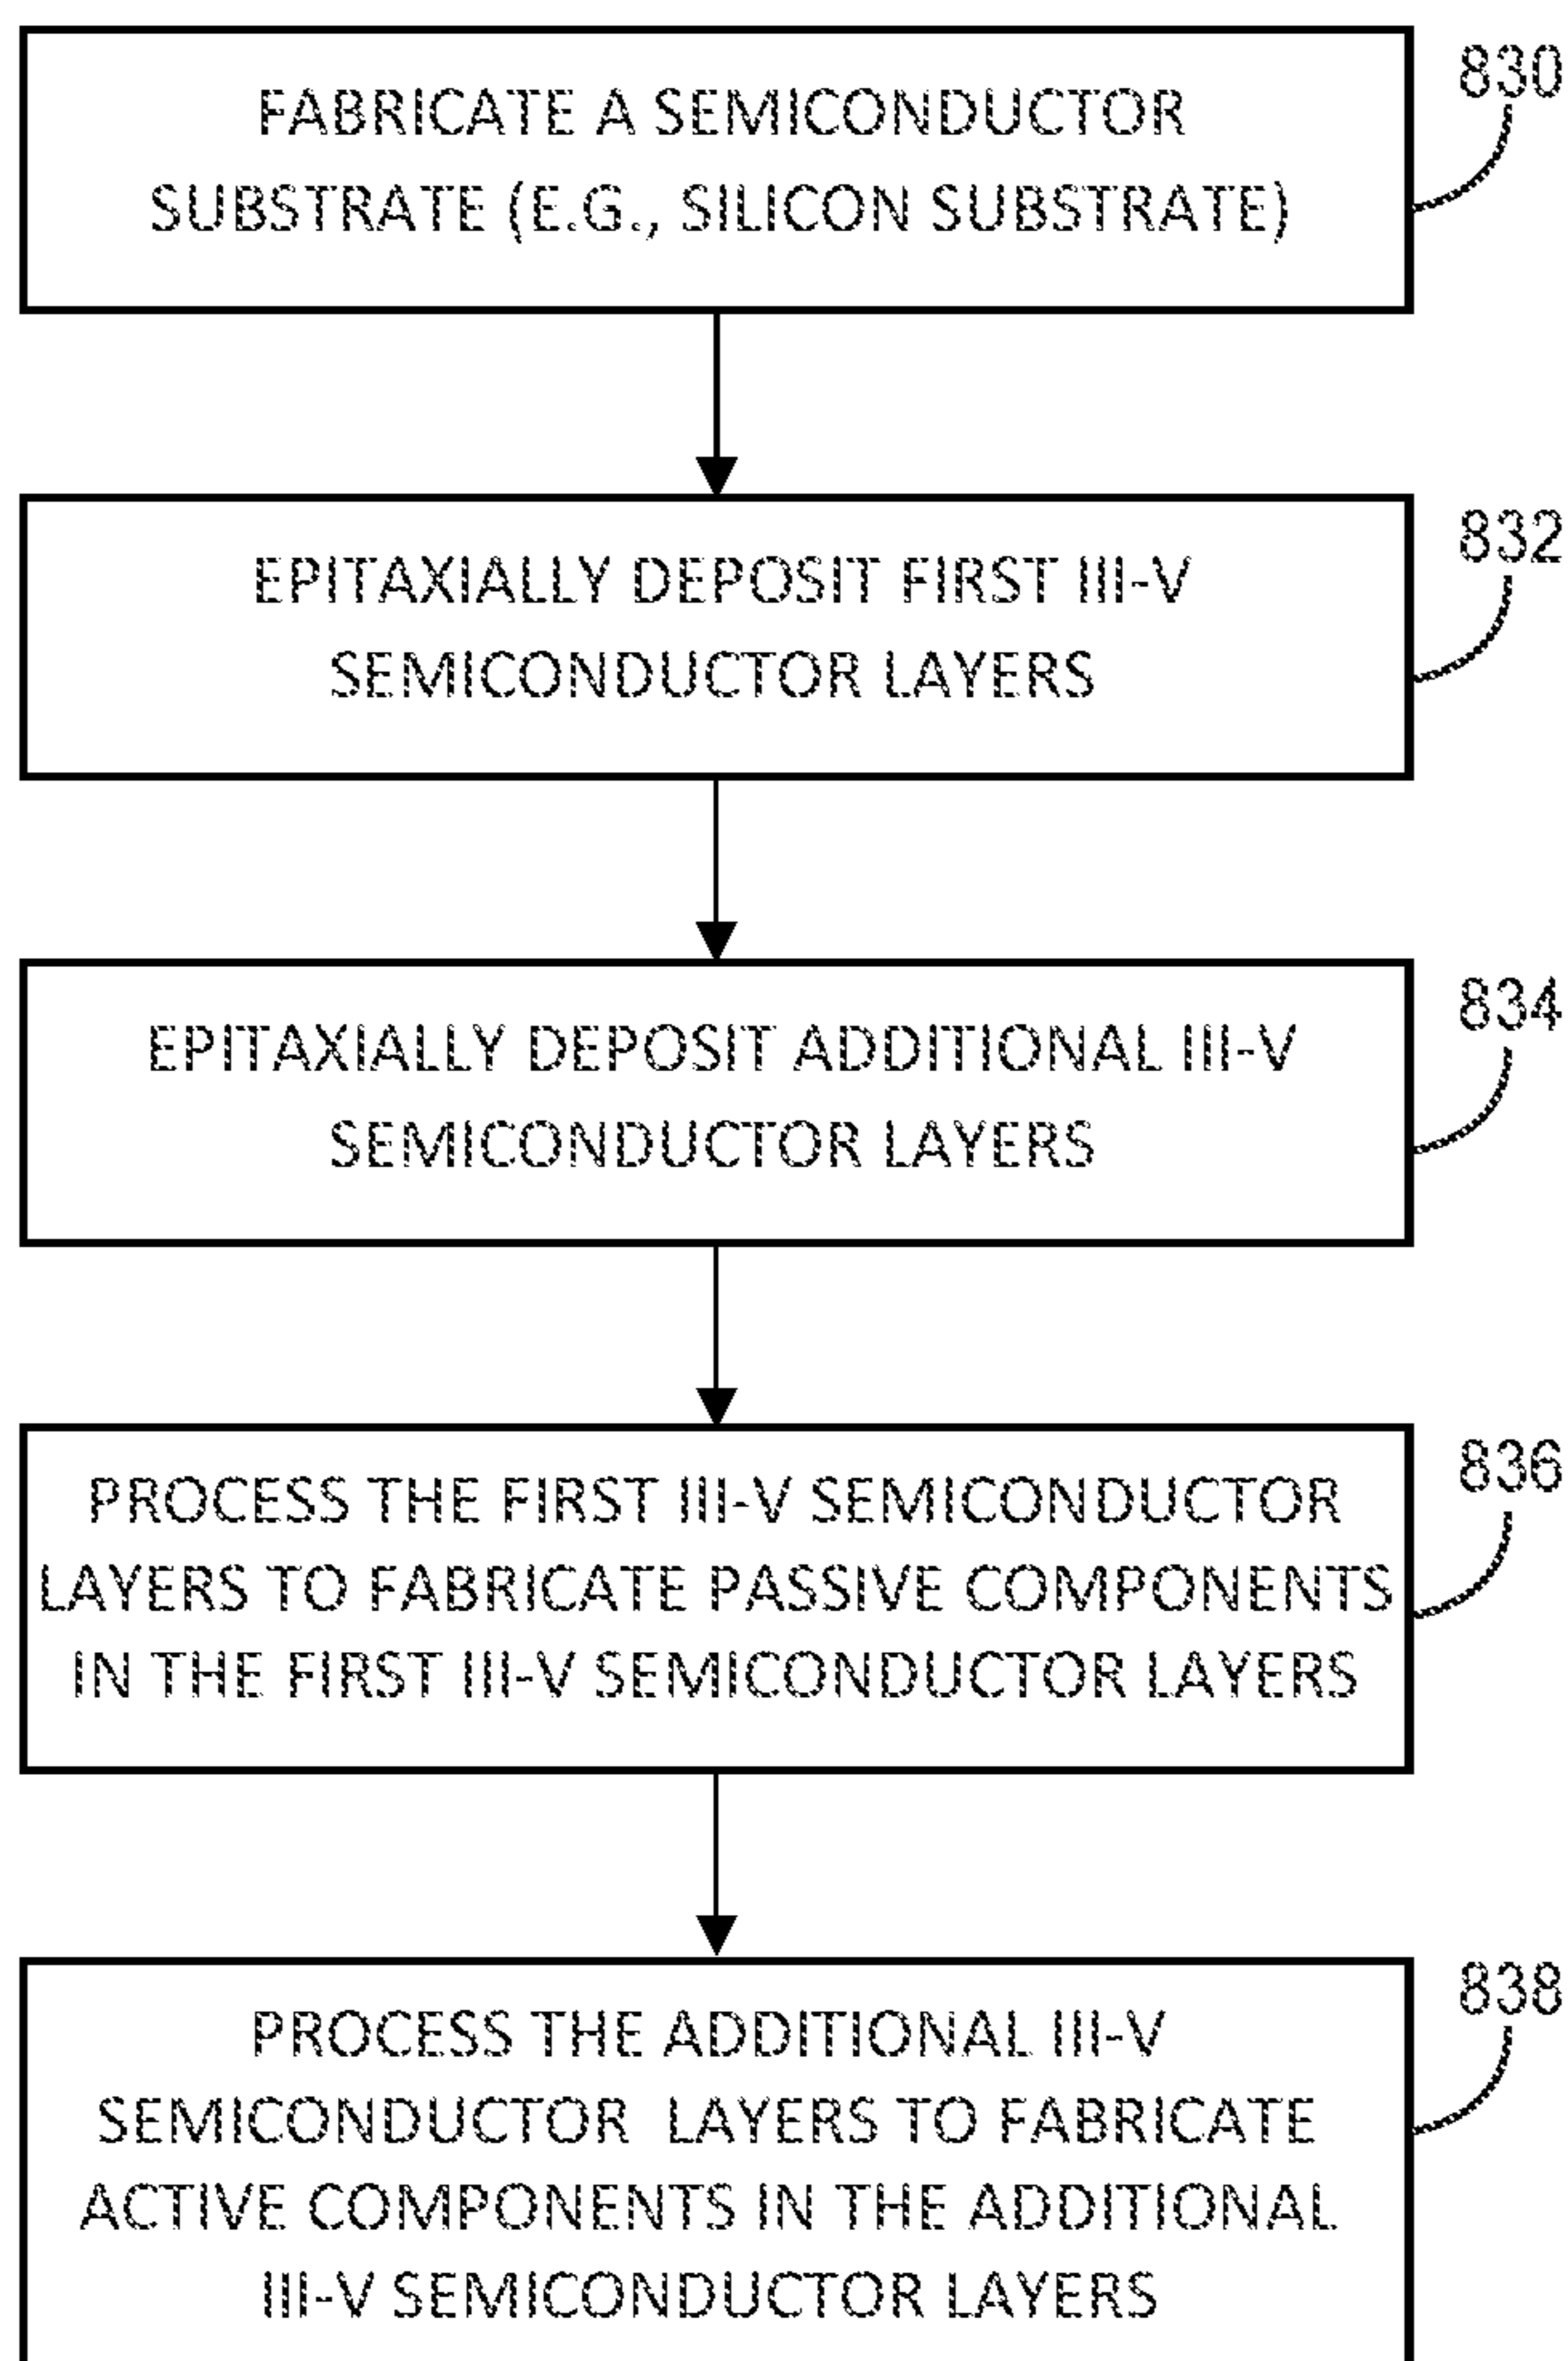 FABRICATE A SEMICONDUCTOR
SUBSTRATE (E.G., SILICON SUBSTRATE)
830
EPITAXIALLY DEPOSIT FIRST III-V
SEMICONDUCTOR LAYERS
832
EPITAXIALLY DEPOSIT ADDITIONAL III-V
SEMICONDUCTOR LAYERS
834
PROCESS THE FIRST III-V SEMICONDUCTOR
LAYERS TO FABRICATE PASSIVE COMPONENTS
IN THE FIRST III-V SEMICONDUCTOR LAYERS
836
PROCESS THE ADDITIONAL III-V
SEMICONDUCTOR LAYERS TO FABRICATE
ACTIVE COMPONENTS IN THE ADDITIONAL
III-V SEMICONDUCTOR LAYERS
838